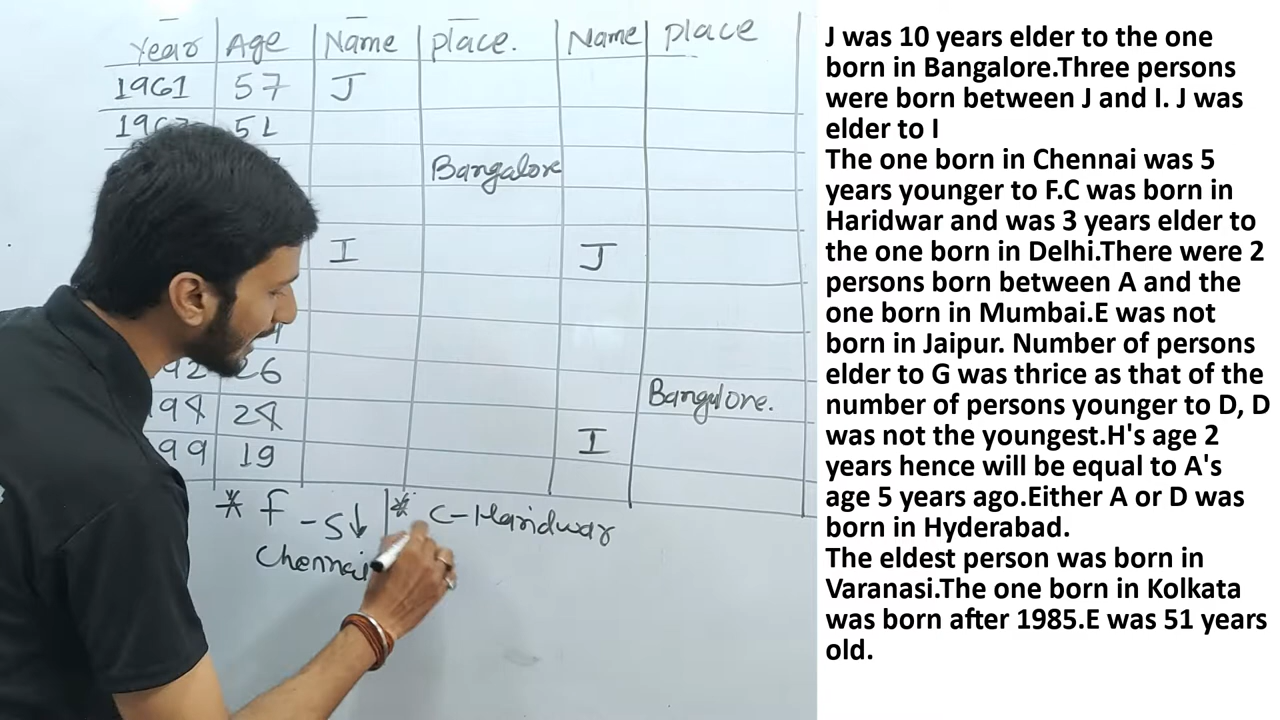 Year Age Name place. Name place
1961 57 J
51
Bangalore
I J
92 26
Bangalore.
94 24
I
99 19
* F - 5↓ * C - Haridwar
Chennai
J was 10 years elder to the one
born in Bangalore.Three persons
were born between J and I. J was
elder to I
The one born in Chennai was 5
years younger to F.C was born in
Haridwar and was 3 years elder to
the one born in Delhi.There were 2
persons born between A and the
one born in Mumbai.E was not
born in Jaipur. Number of persons
elder to G was thrice as that of the
number of persons younger to D, D
was not the youngest.H's age 2
years hence will be equal to A's
age 5 years ago.Either A or D was
born in Hyderabad.
The eldest person was born in
Varanasi.The one born in Kolkata
was born after 1985.E was 51 years
old.